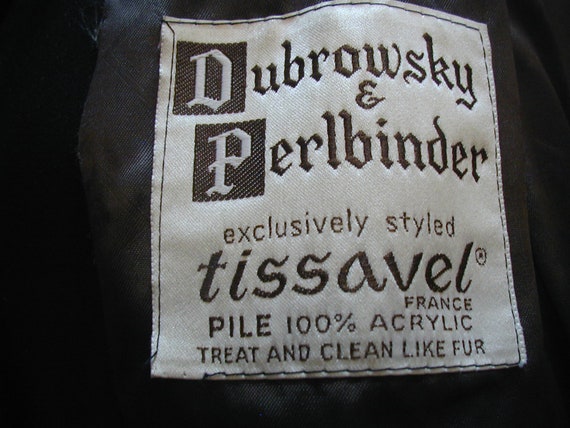 Dubrowsky
&
Perlbinder
exclusively styled
tissavel®
FRANCE
PILE 100% ACRYLIC
TREAT AND CLEAN LIKE FUR